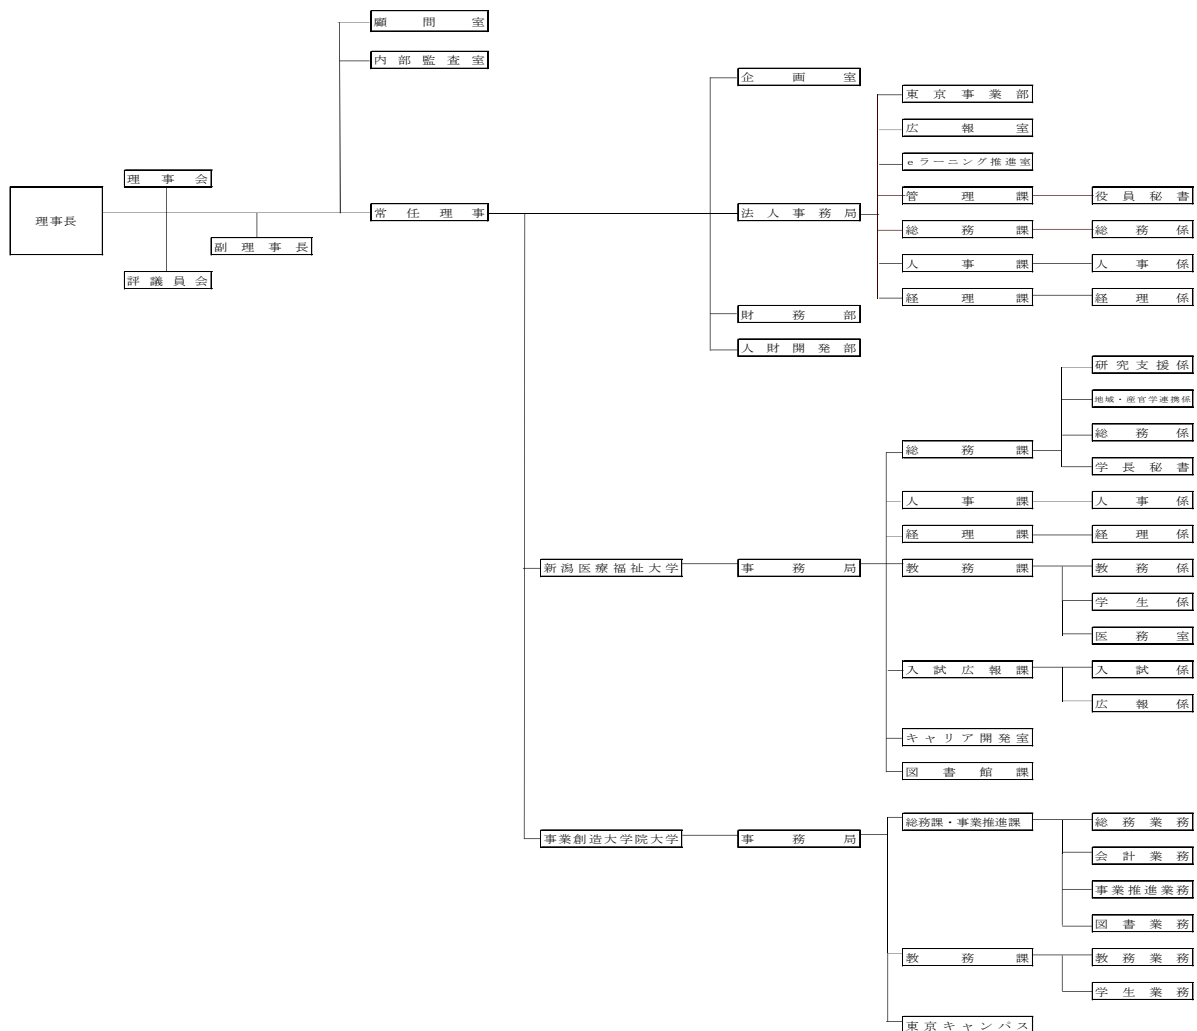 顧問室
内部監査室
企画室
東京事業部
広報室
eラーニング推進室
理事会
理事長
管理課
役員秘書
常任理事
法人事務局
総務課
総務係
副理事長
人事課
人事係
評議員会
経理課
経理係
財務部
人財開発部
研究支援係
地域・産官学連携係
総務係
総務課
学長秘書
人事課
人事係
経理課
経理係
新潟医療福祉大学
事務局
教務課
教務係
学生係
医務室
入試広報課
入試係
広報係
キャリア開発室
図書館課
総務課・事業推進課
総務業務
事業創造大学院大学
事務局
会計業務
事業推進業務
図書業務
教務課
教務業務
学生業務
東京キャンパス